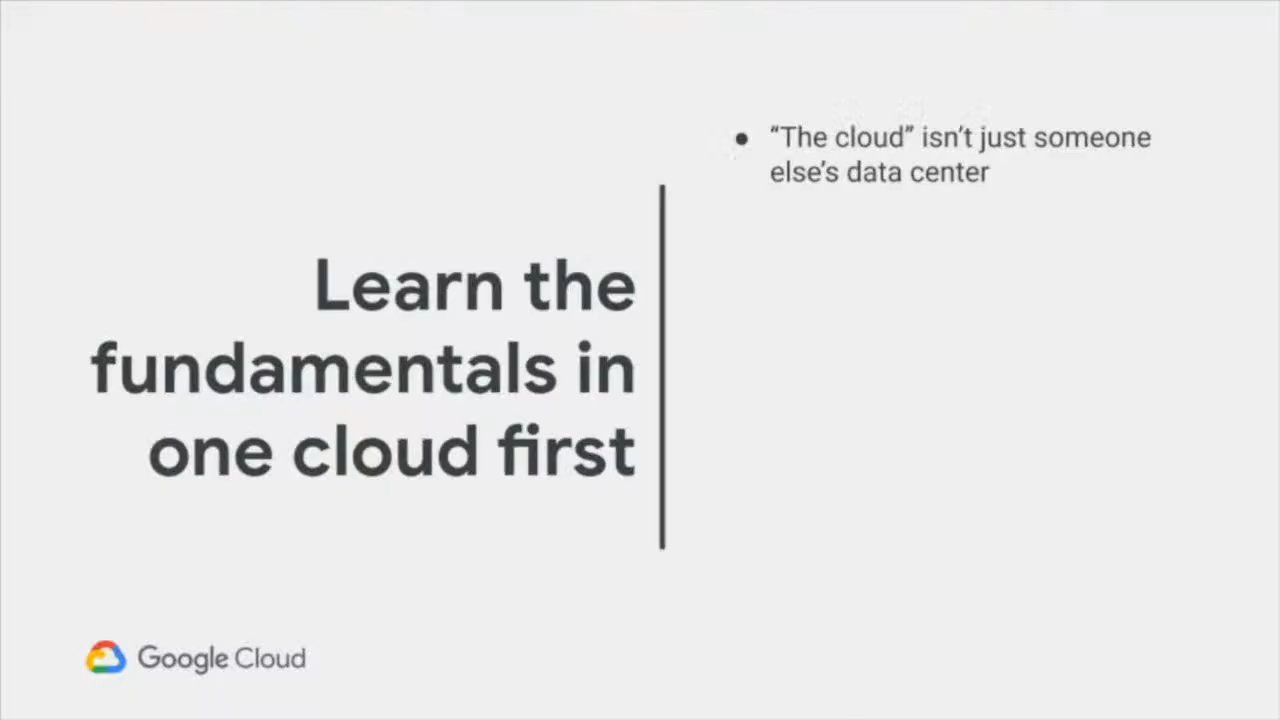 Learn the
fundamentals in
one cloud first
● “The cloud” isn’t just someone
else’s data center
Google Cloud